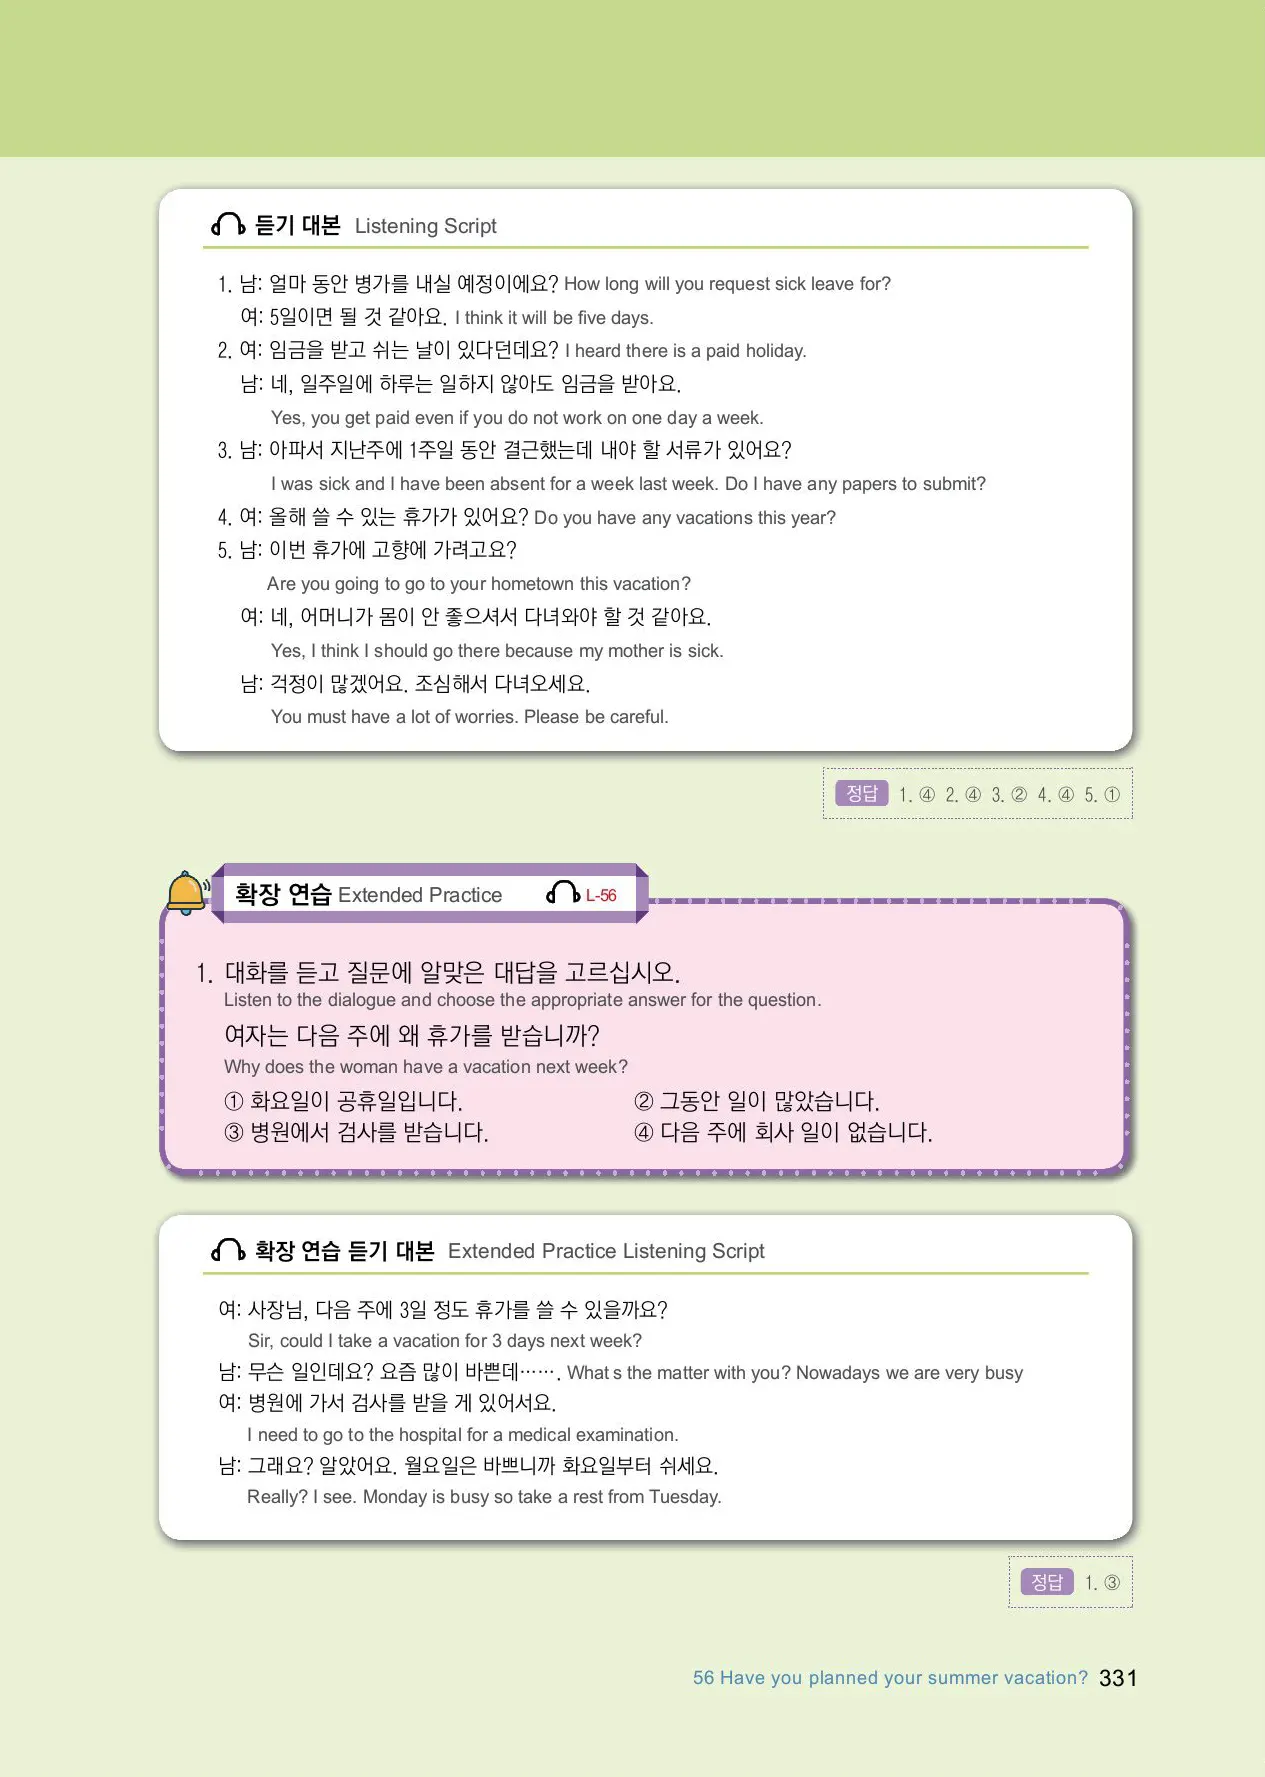 듣기 대본 Listening Script
1. 남: 얼마 동안 병가를 내실 예정이에요? How long will you request sick leave for?
여: 5일이면 될 것 같아요. I think it will be five days.
2. 여: 임금을 받고 쉬는 날이 있다던데요? I heard there is a paid holiday.
남: 네, 일주일에 하루는 일하지 않아도 임금을 받아요.
Yes, you get paid even if you do not work on one day a week.
3. 남: 아파서 지난주에 1주일 동안 결근했는데 내야 할 서류가 있어요?
I was sick and I have been absent for a week last week. Do I have any papers to submit?
4. 여: 올해 쓸 수 있는 휴가가 있어요? Do you have any vacations this year?
5. 남: 이번 휴가에 고향에 가려고요?
Are you going to go to your hometown this vacation?
여: 네, 어머니가 몸이 안 좋으셔서 다녀와야 할 것 같아요.
Yes, I think I should go there because my mother is sick.
남: 걱정이 많겠어요. 조심해서 다녀오세요.
You must have a lot of worries. Please be careful.
정답 1. ④ 2. ④ 3. ② 4. ④ 5. ①
확장 연습 Extended Practice L-56
1. 대화를 듣고 질문에 알맞은 대답을 고르십시오.
Listen to the dialogue and choose the appropriate answer for the question.
여자는 다음 주에 왜 휴가를 받습니까?
Why does the woman have a vacation next week?
① 화요일이 공휴일입니다. ② 그동안 일이 많았습니다.
③ 병원에서 검사를 받습니다. ④ 다음 주에 회사 일이 없습니다.
확장 연습 듣기 대본 Extended Practice Listening Script
여: 사장님, 다음 주에 3일 정도 휴가를 쓸 수 있을까요?
Sir, could I take a vacation for 3 days next week?
남: 무슨 일인데요? 요즘 많이 바쁜데……. What s the matter with you? Nowadays we are very busy
여: 병원에 가서 검사를 받을 게 있어서요.
I need to go to the hospital for a medical examination.
남: 그래요? 알았어요. 월요일은 바쁘니까 화요일부터 쉬세요.
Really? I see. Monday is busy so take a rest from Tuesday.
정답 1. ③
56 Have you planned your summer vacation? 331